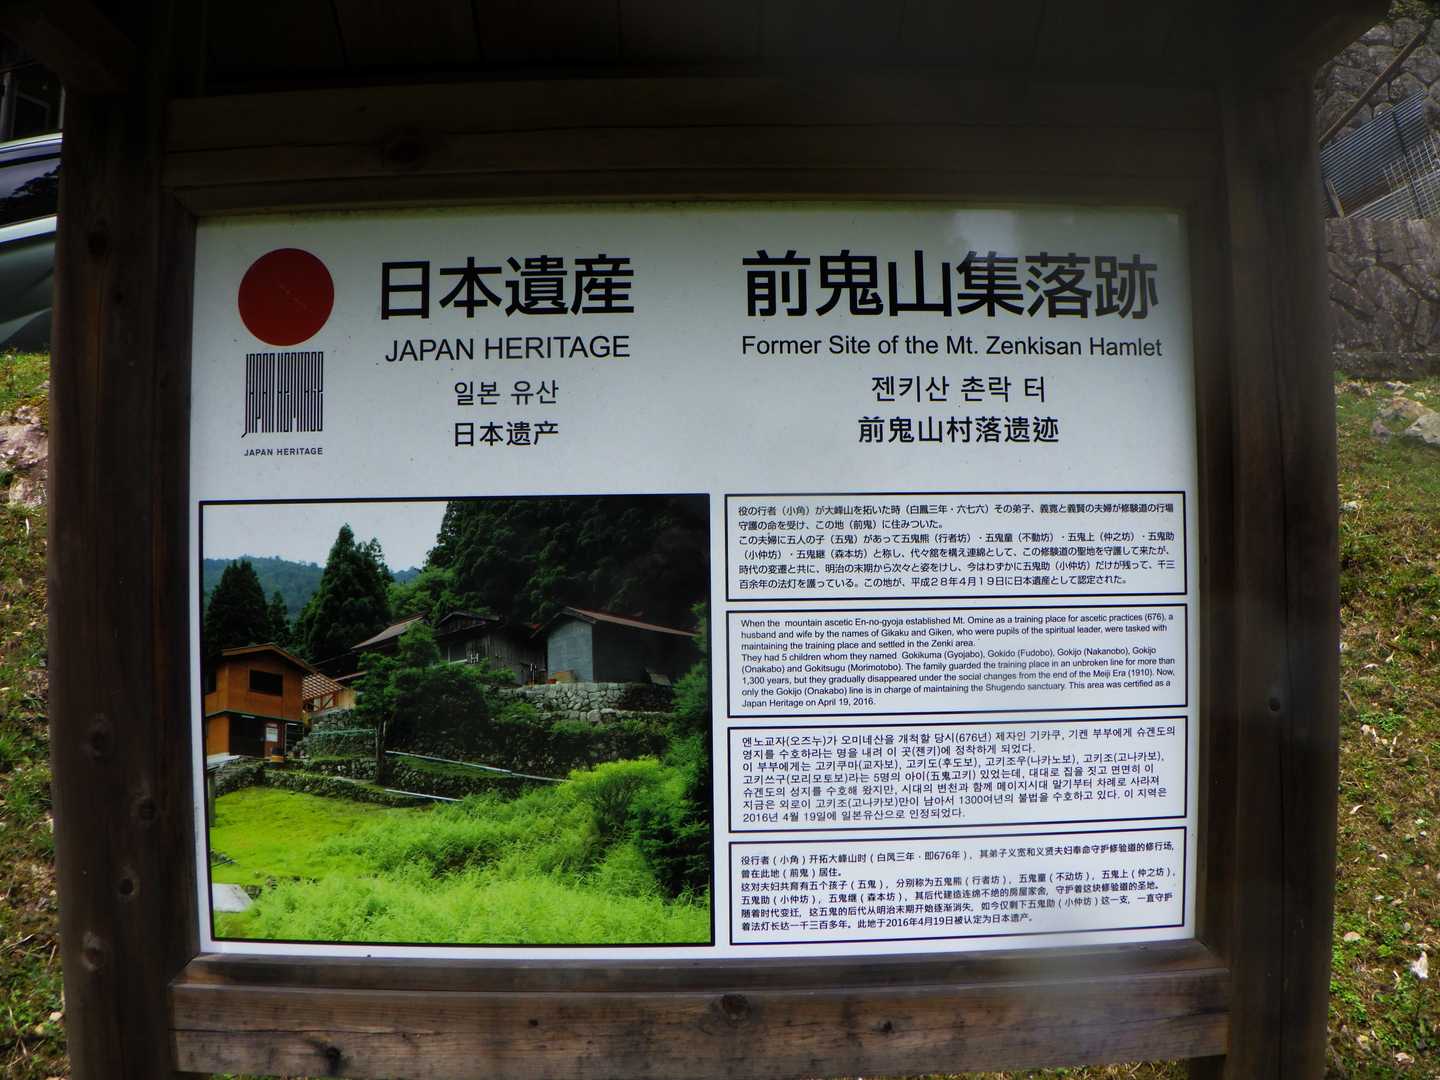 日本遺産
JAPAN HERITAGE
일본 유산
日本遗产
JAPAN HERITAGE
前鬼山集落跡
Former Site of the Mt. Zenkisan Hamlet
젠키산 촌락 터
前鬼山村落遗迹
役の行者（小角）が大峰山を拓いた時（白鳳三年・六七六）その弟子、義寛と義賢の夫婦が修験道の行場
守護の命を受け、この地（前鬼）に住みついた。
この夫婦に五人の子（五鬼）があって五鬼熊（行者坊）・五鬼童（不動坊）・五鬼上（仲之坊）・五鬼助
（小仲坊）・五鬼継（森本坊）と称し、代々舘を構え連綿として、この修験道の聖地を守護して来たが、
時代の変遷と共に、明治の末期から次々と姿をけし、今はわずかに五鬼助（小仲坊）だけが残って、千三
百余年の法灯を護っている。この地が、平成２８年４月１９日に日本遺産として認定された。
When the mountain ascetic En-no-gyoja established Mt. Omine as a training place for ascetic practices (676), a
husband and wife by the names of Gikaku and Giken, who were pupils of the spiritual leader, were tasked with
maintaining the training place and settled in the Zenki area.
They had 5 children whom they named Gokikuma (Gyojabo), Gokido (Fudobo), Gokijo (Nakanobo), Gokijo
(Onakabo) and Gokitsugu (Morimotobo). The family guarded the training place in an unbroken line for more than
1,300 years, but they gradually disappeared under the social changes from the end of the Meiji Era (1910). Now,
only the Gokijo (Onakabo) line is in charge of maintaining the Shugendo sanctuary. This area was certified as a
Japan Heritage on April 19, 2016.
엔노교자(오즈누)가 오미네산을 개척할 당시(676년) 제자인 기카쿠, 기켄 부부에게 슈겐도의
영지를 수호하라는 명을 내려 이 곳(젠키)에 정착하게 되었다.
이 부부에게는 고키쿠마(교자보), 고키도(후도보), 고키조우(나카노보), 고키조(고나카보),
고키쓰구(모리모토보)라는 5명의 아이(五鬼고키) 있었는데, 대대로 집을 짓고 면면히 이
슈겐도의 성지를 수호해 왔지만, 시대의 변천과 함께 메이지시대 말기부터 차례로 사라져
지금은 외로이 고키조(고나카보)만이 남아서 1300여년의 불법을 수호하고 있다. 이 지역은
2016년 4월 19일에 일본유산으로 인정되었다.
役行者（小角）开拓大峰山时（白凤三年・即676年），其弟子义宽和义贤夫妇奉命守护修验道的修行场,
曾在此地（前鬼）居住。
这对夫妇共育有五个孩子（五鬼），分别称为五鬼熊（行者坊），五鬼童（不动坊），五鬼上（仲之坊），
五鬼助（小仲坊），五鬼继（森本坊），其后代建造连绵不绝的房屋家舍，守护着这块修验道的圣地。
随着时代变迁，这五鬼的后代从明治末期开始逐渐消失，如今仅剩下五鬼助（小仲坊）这一支，一直守护
着法灯长达一千三百多年。此地于2016年4月19日被认定为日本遗产。